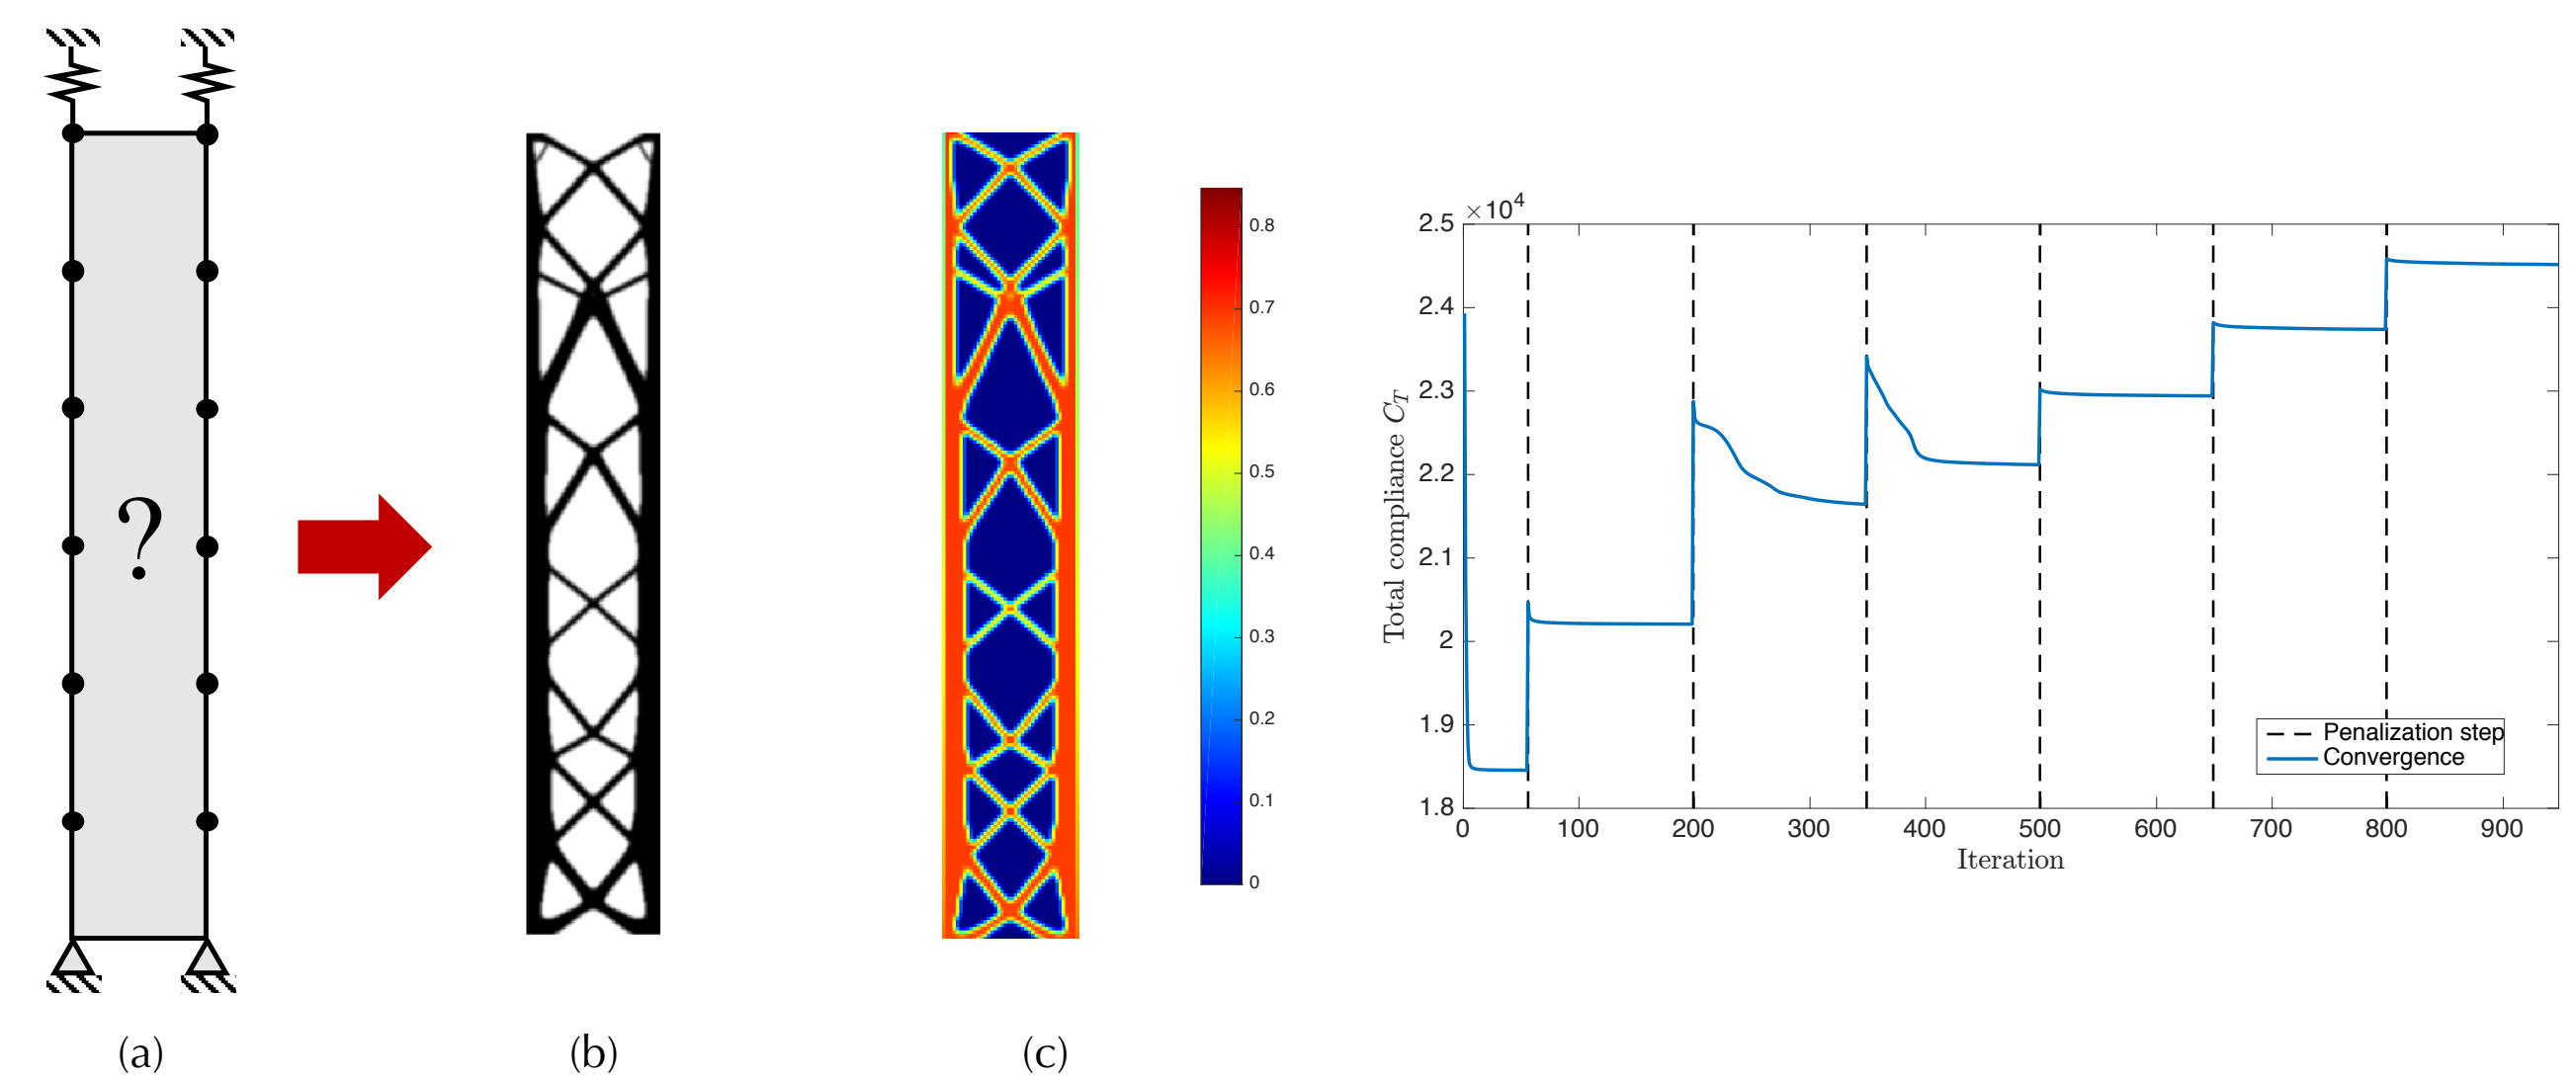 ?
(a)
(b)
0.8
0.7
0.6
0.5
0.4
0.3
0.2
0.1
0
(c)
×10⁴
2.5
2.4
2.3
2.2
2.1
2
1.9
1.8
Total compliance C_T
0 100 200 300 400 500 600 700 800 900
Iteration
Penalization step
Convergence